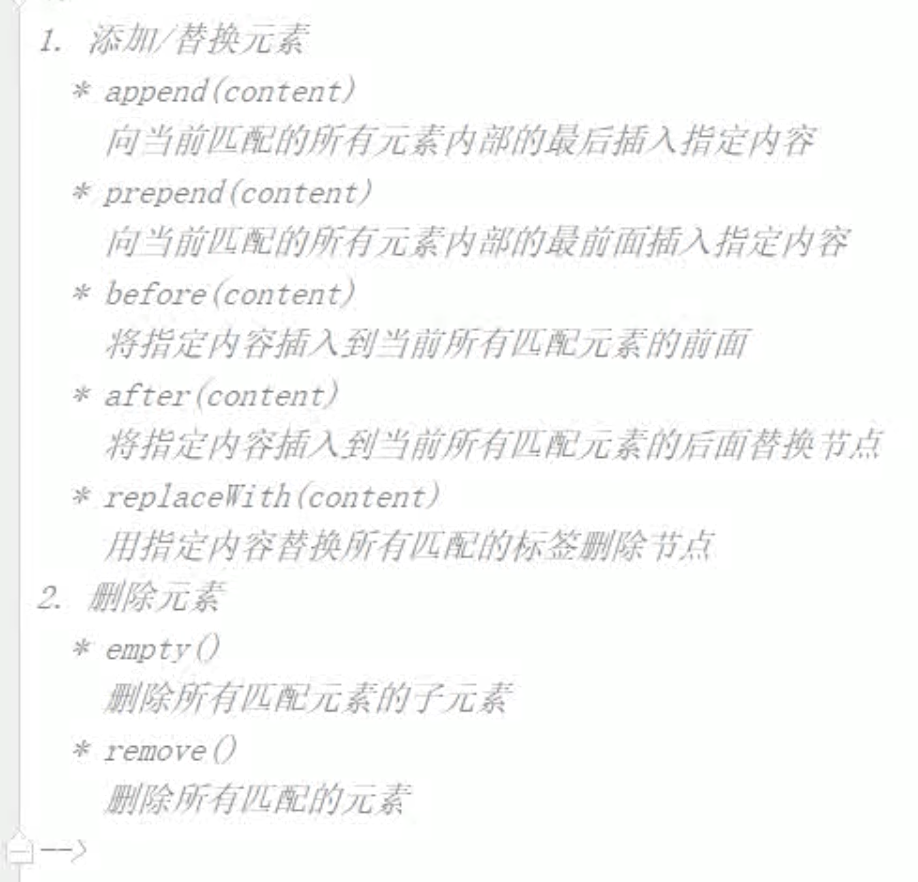 1. 添加/替换元素
* append(content)
向当前匹配的所有元素内部的最后插入指定内容
* prepend(content)
向当前匹配的所有元素内部的最前面插入指定内容
* before(content)
将指定内容插入到当前所有匹配元素的前面
* after(content)
将指定内容插入到当前所有匹配元素的后面替换节点
* replaceWith(content)
用指定内容替换所有匹配的标签删除节点
2. 删除元素
* empty()
删除所有匹配元素的子元素
* remove()
删除所有匹配的元素
-->